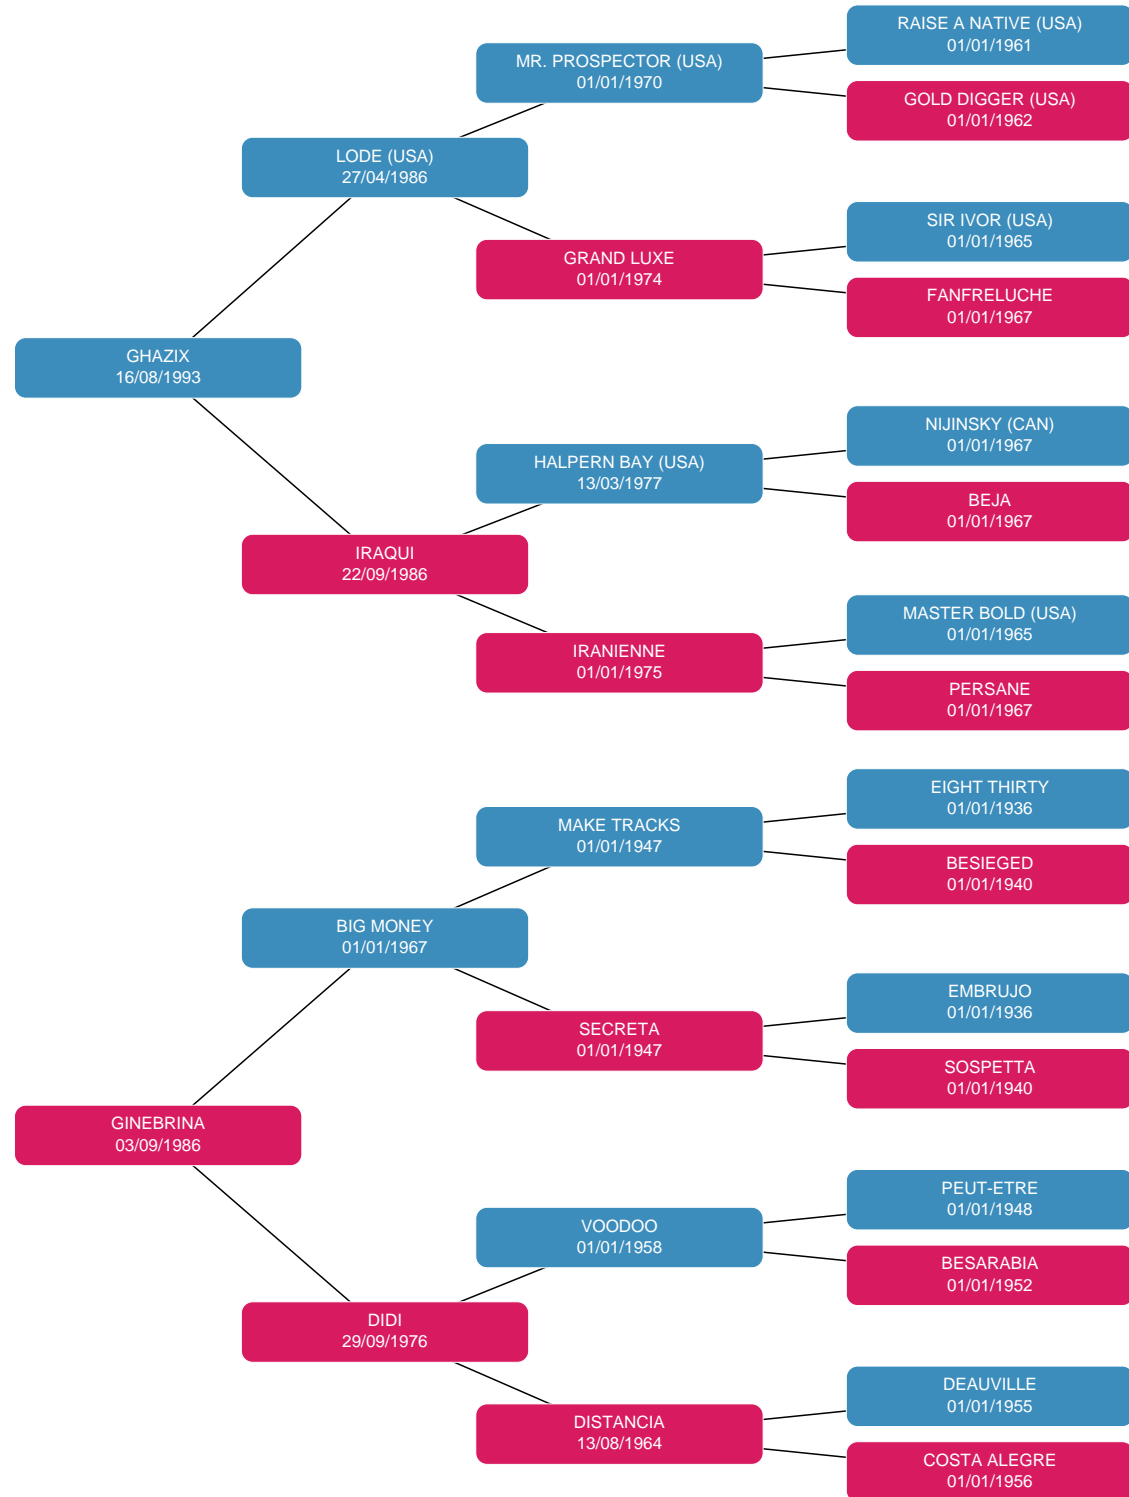 RAISE A NATIVE (USA)
01/01/1961
MR. PROSPECTOR (USA)
01/01/1970
GOLD DIGGER (USA)
01/01/1962
LODE (USA)
27/04/1986
SIR IVOR (USA)
01/01/1965
GRAND LUXE
01/01/1974
FANFRELUCHE
01/01/1967
GHAZIX
16/08/1993
NIJINSKY (CAN)
01/01/1967
HALPERN BAY (USA)
13/03/1977
BEJA
01/01/1967
IRAQUI
22/09/1986
MASTER BOLD (USA)
01/01/1965
IRANIENNE
01/01/1975
PERSANE
01/01/1967
EIGHT THIRTY
01/01/1936
MAKE TRACKS
01/01/1947
BESIEGED
01/01/1940
BIG MONEY
01/01/1967
EMBRUJO
01/01/1936
SECRETA
01/01/1947
SOSPETTA
01/01/1940
GINEBRINA
03/09/1986
PEUT-ETRE
01/01/1948
VOODOO
01/01/1958
BESARABIA
01/01/1952
DIDI
29/09/1976
DEAUVILLE
01/01/1955
DISTANCIA
13/08/1964
COSTA ALEGRE
01/01/1956